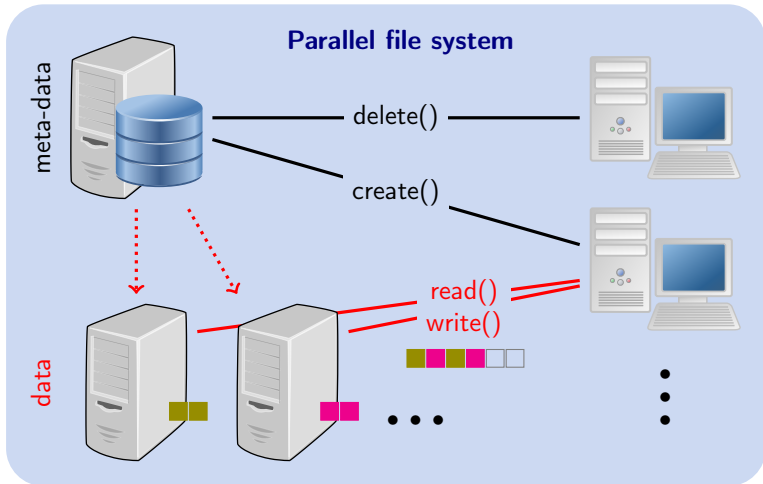 Parallel file system
meta-data
delete()
create()
read()
write()
data